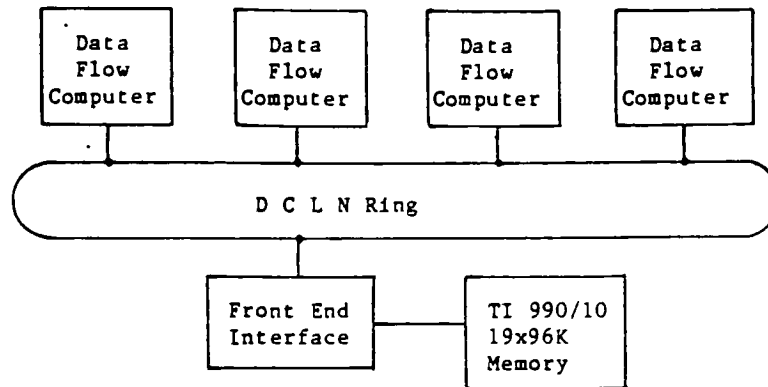 Data
Flow
Computer
Data
Flow
Computer
Data
Flow
Computer
Data
Flow
Computer
D C L N Ring
Front End
Interface
TI 990/10
19x96K
Memory